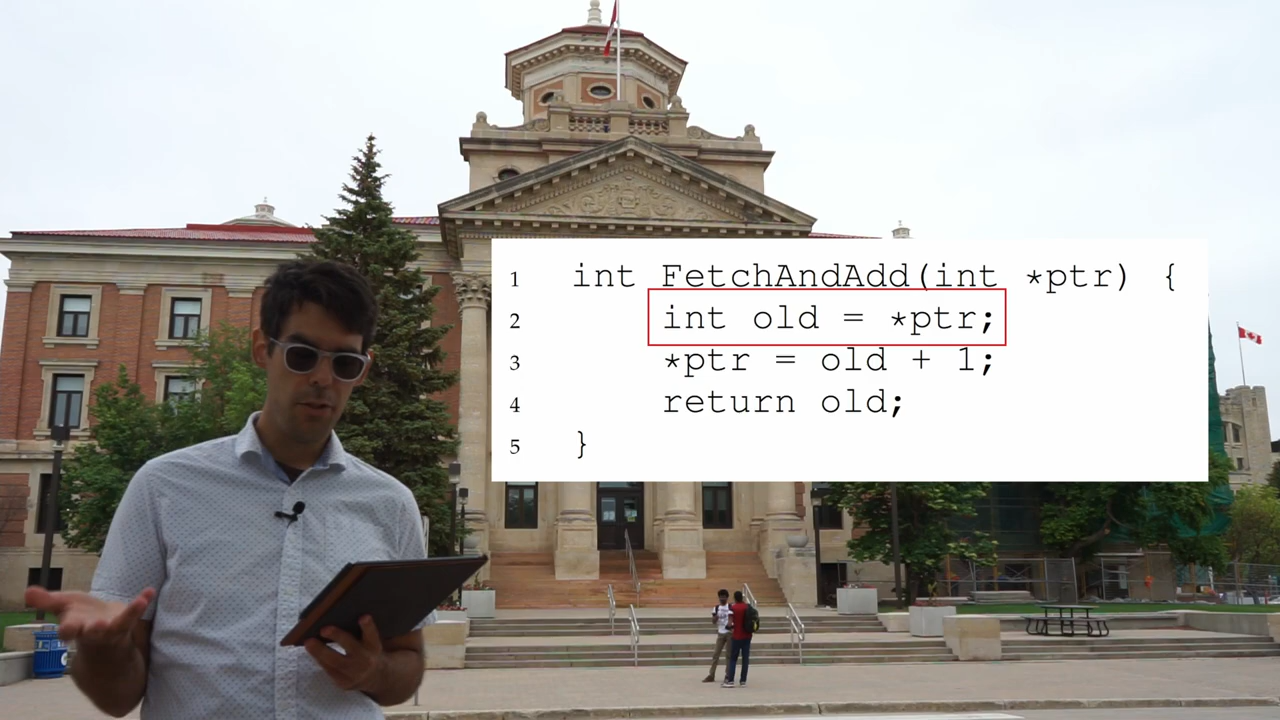 1 int FetchAndAdd(int *ptr) {
2 int old = *ptr;
3 *ptr = old + 1;
4 return old;
5 }